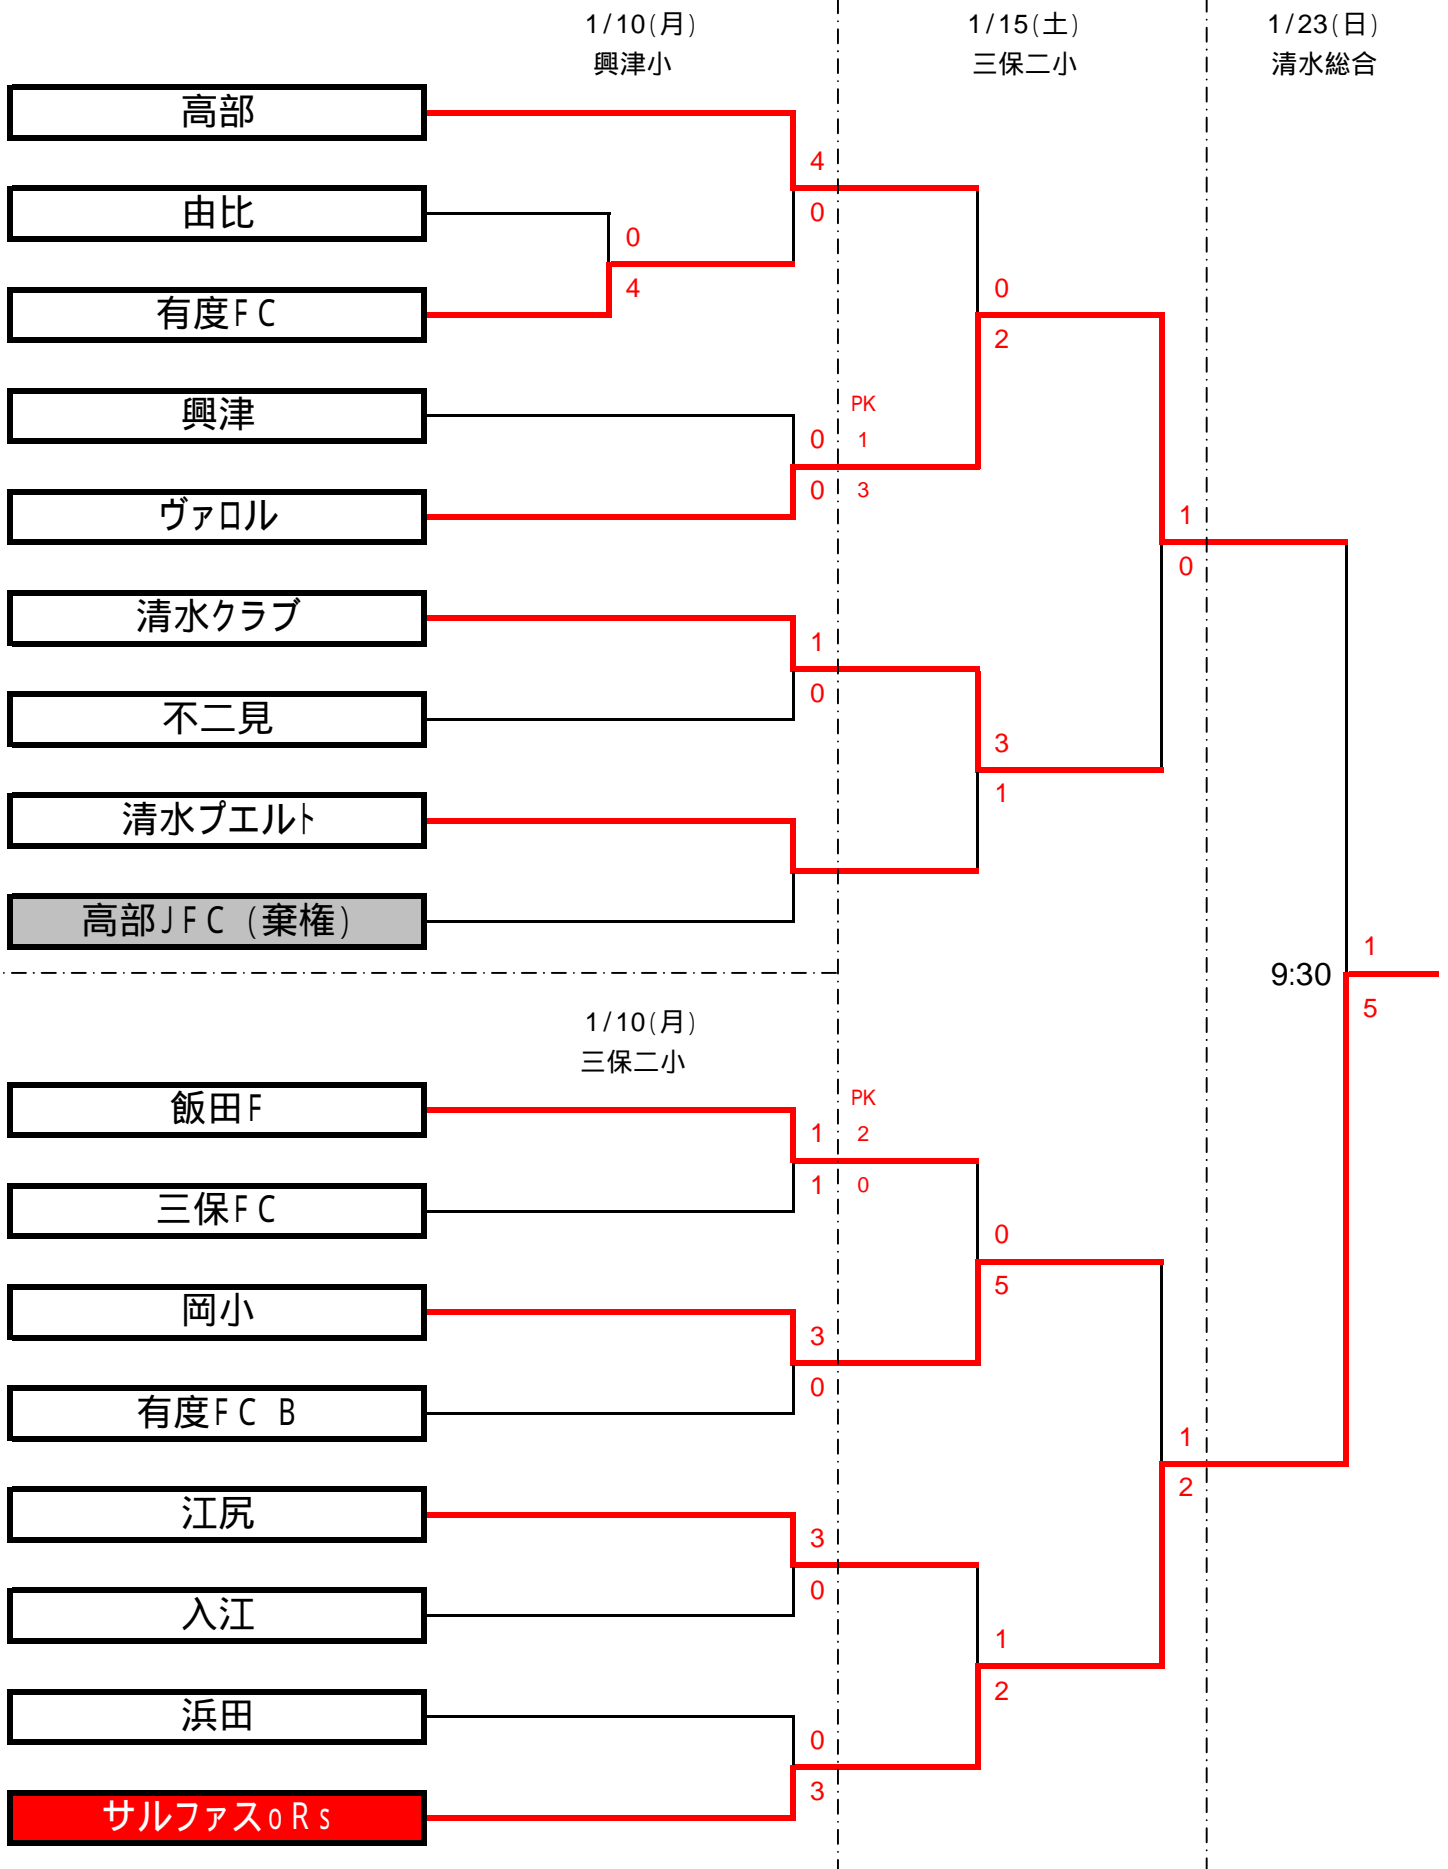 1/10(月)
興津小
1/15(土)
三保二小
1/23(日)
清水総合
高部
4
由比
0
0
有度FC
4
0
2
興津
PK
0
1
ヴァロル
0
3
1
0
清水クラブ
1
不二見
0
3
清水プエルト
1
高部JFC (棄権)
1
9:30
5
1/10(月)
三保二小
飯田F
PK
1
2
三保FC
1
0
0
岡小
5
3
有度FC B
0
1
江尻
2
3
入江
0
1
浜田
2
0
サルファスoRs
3